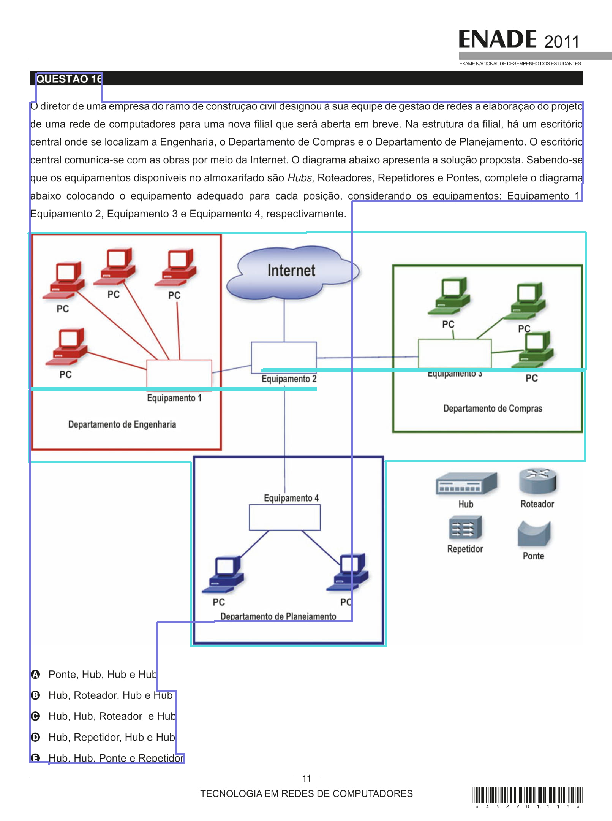 ENADE 2011
EXAME NACIONAL DE DESEMPENHO DOS ESTUDANTES
QUESTÃO 16
O diretor de uma empresa do ramo de construção civil designou à sua equipe de gestão de redes a elaboração do projeto
de uma rede de computadores para uma nova filial que será aberta em breve. Na estrutura da filial, há um escritório
central onde se localizam a Engenharia, o Departamento de Compras e o Departamento de Planejamento. O escritório
central comunica-se com as obras por meio da Internet. O diagrama abaixo apresenta a solução proposta. Sabendo-se
que os equipamentos disponíveis no almoxarifado são Hubs, Roteadores, Repetidores e Pontes, complete o diagrama
abaixo colocando o equipamento adequado para cada posição, considerando os equipamentos: Equipamento 1,
Equipamento 2, Equipamento 3 e Equipamento 4, respectivamente.
Internet
PC
PC
PC
PC
PC
PC
PC
Equipamento 1
Equipamento 2
Equipamento 3
Departamento de Engenharia
Departamento de Compras
Equipamento 4
PC
PC
Departamento de Planejamento
Hub
Roteador
Repetidor
Ponte
A Ponte, Hub, Hub e Hub
B Hub, Roteador, Hub e Hub
C Hub, Hub, Roteador e Hub
D Hub, Repetidor, Hub e Hub
E Hub, Hub, Ponte e Repetidor
11
TECNOLOGIA EM REDES DE COMPUTADORES